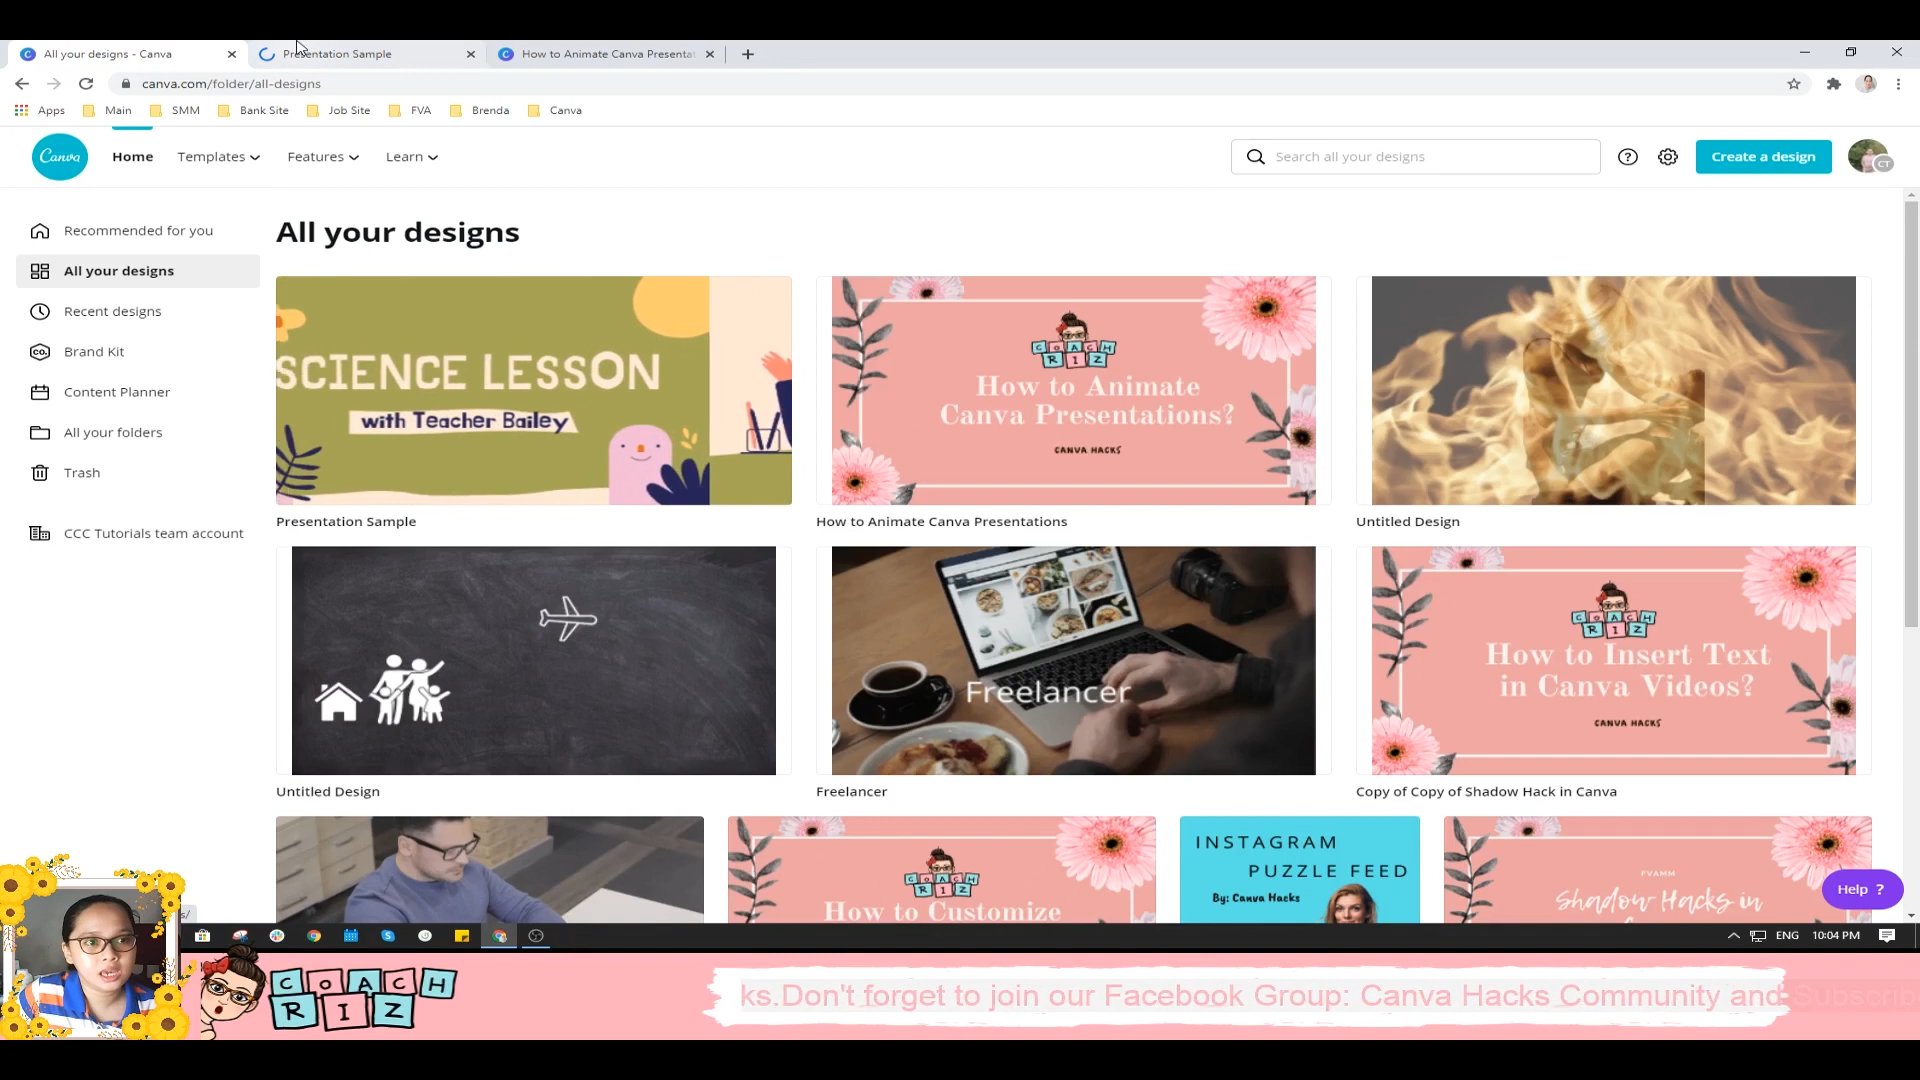 All your designs - Canva
Presentation Sample
How to Animate Canva Presentat
canva.com/folder/all-designs
Apps
Main
SMM
Bank Site
Job Site
FVA
Brenda
Canva
Canva
Home
Templates
Features
Learn
Search all your designs
Create a design
CT
Recommended for you
All your designs
Recent designs
Brand Kit
Content Planner
All your folders
Trash
CCC Tutorials team account
All your designs
SCIENCE LESSON
with Teacher Bailey
Presentation Sample
COACH
RIZ
How to Animate
Canva Presentations?
CANVA HACKS
How to Animate Canva Presentations
Untitled Design
Untitled Design
Freelancer
Freelancer
COACH
RIZ
How to Insert Text
in Canva Videos?
CANVA HACKS
Copy of Copy of Shadow Hack in Canva
COACH
RIZ
How to Customize
INSTAGRAM
PUZZLE FEED
By: Canva Hacks
FVAMM
Shadow Hacks in
Help ?
s/
ENG
10:04 PM
COACH
RIZ
ks.Don't forget to join our Facebook Group: Canva Hacks Community and Subscrib